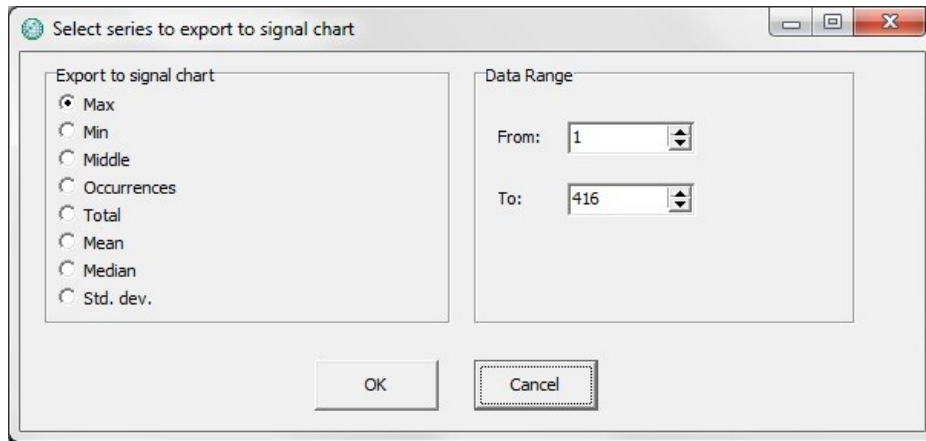 Select series to export to signal chart
Export to signal chart
Max
Min
Middle
Occurrences
Total
Mean
Median
Std. dev.
Data Range
From: 1
To: 416
OK
Cancel